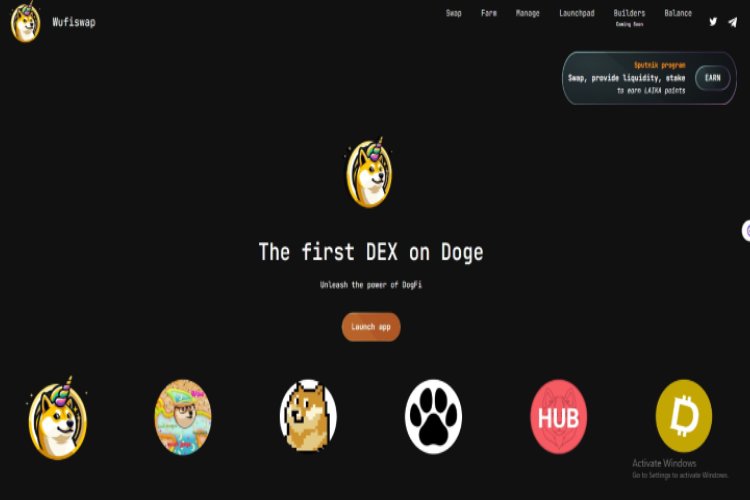 Wufiswap
Swap
Farm
Manage
Launchpad
Builders
Coming Soon
Balance
Sputnik program
Swap, provide liquidity, stake
to earn LAIKA points
EARN
The first DEX on Doge
Unleash the power of DogFi
Launch app
HUB
Activate Windows
Go to Settings to activate Windows.